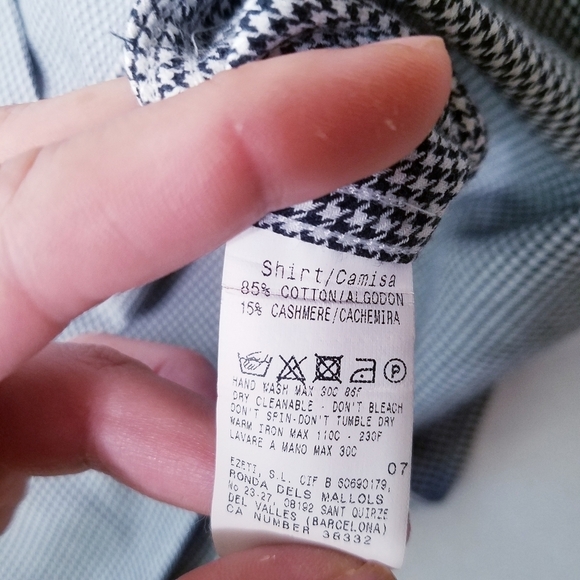 Shirt/Camisa
85% COTTON/ALGODON
15% CASHMERE/CACHEMIRA
P
HAND WASH MAX 30C 86F
DRY CLEANABLE - DON'T BLEACH
DON'T SPIN-DON'T TUMBLE DRY
WARM IRON MAX 110C - 230F
LAVARE A MANO MAX 30C
07
EZETI, S.L. CIF B 60690179,
RONDA DELS MALLOLS
No 23-27, 08192 SANT QUIRZE
DEL VALLES (BARCELONA)
CA NUMBER 38332